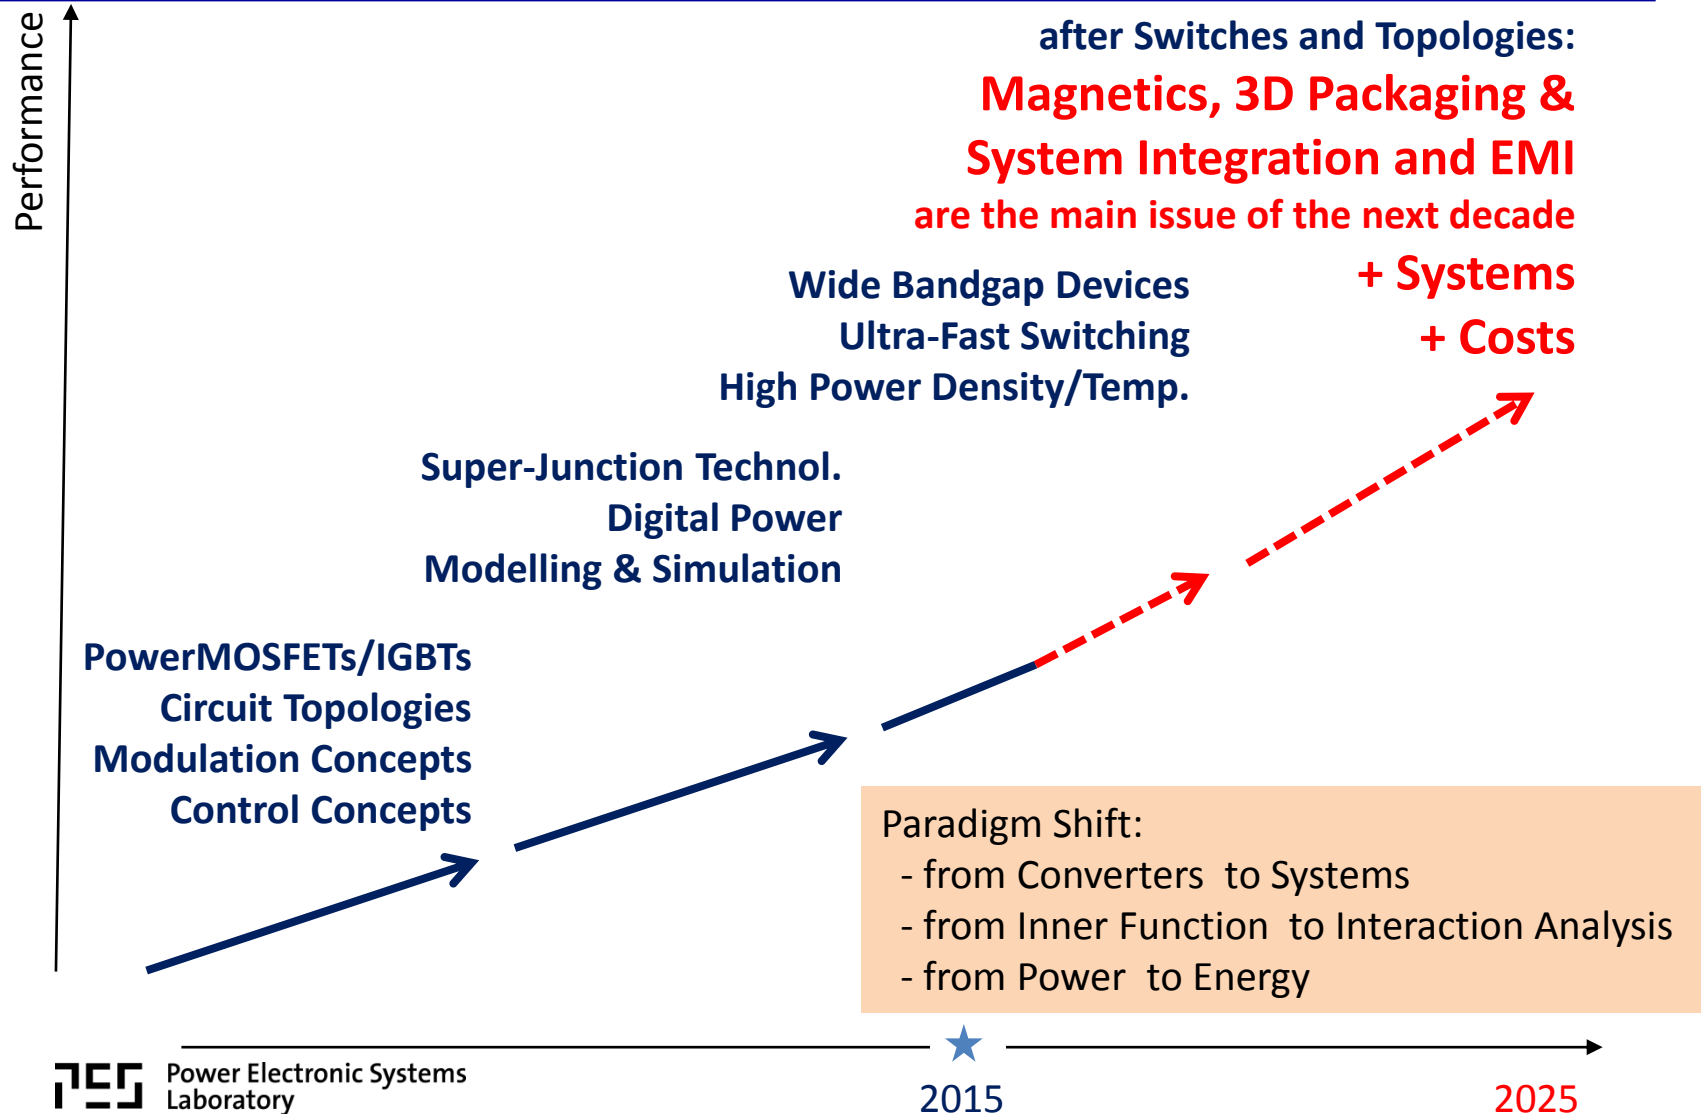 Performance
after Switches and Topologies:
Magnetics, 3D Packaging &
System Integration and EMI
are the main issue of the next decade
+ Systems
+ Costs
Wide Bandgap Devices
Ultra-Fast Switching
High Power Density/Temp.
Super-Junction Technol.
Digital Power
Modelling & Simulation
PowerMOSFETs/IGBTs
Circuit Topologies
Modulation Concepts
Control Concepts
Paradigm Shift:
- from Converters to Systems
- from Inner Function to Interaction Analysis
- from Power to Energy
PES
Power Electronic Systems
Laboratory
2015
2025